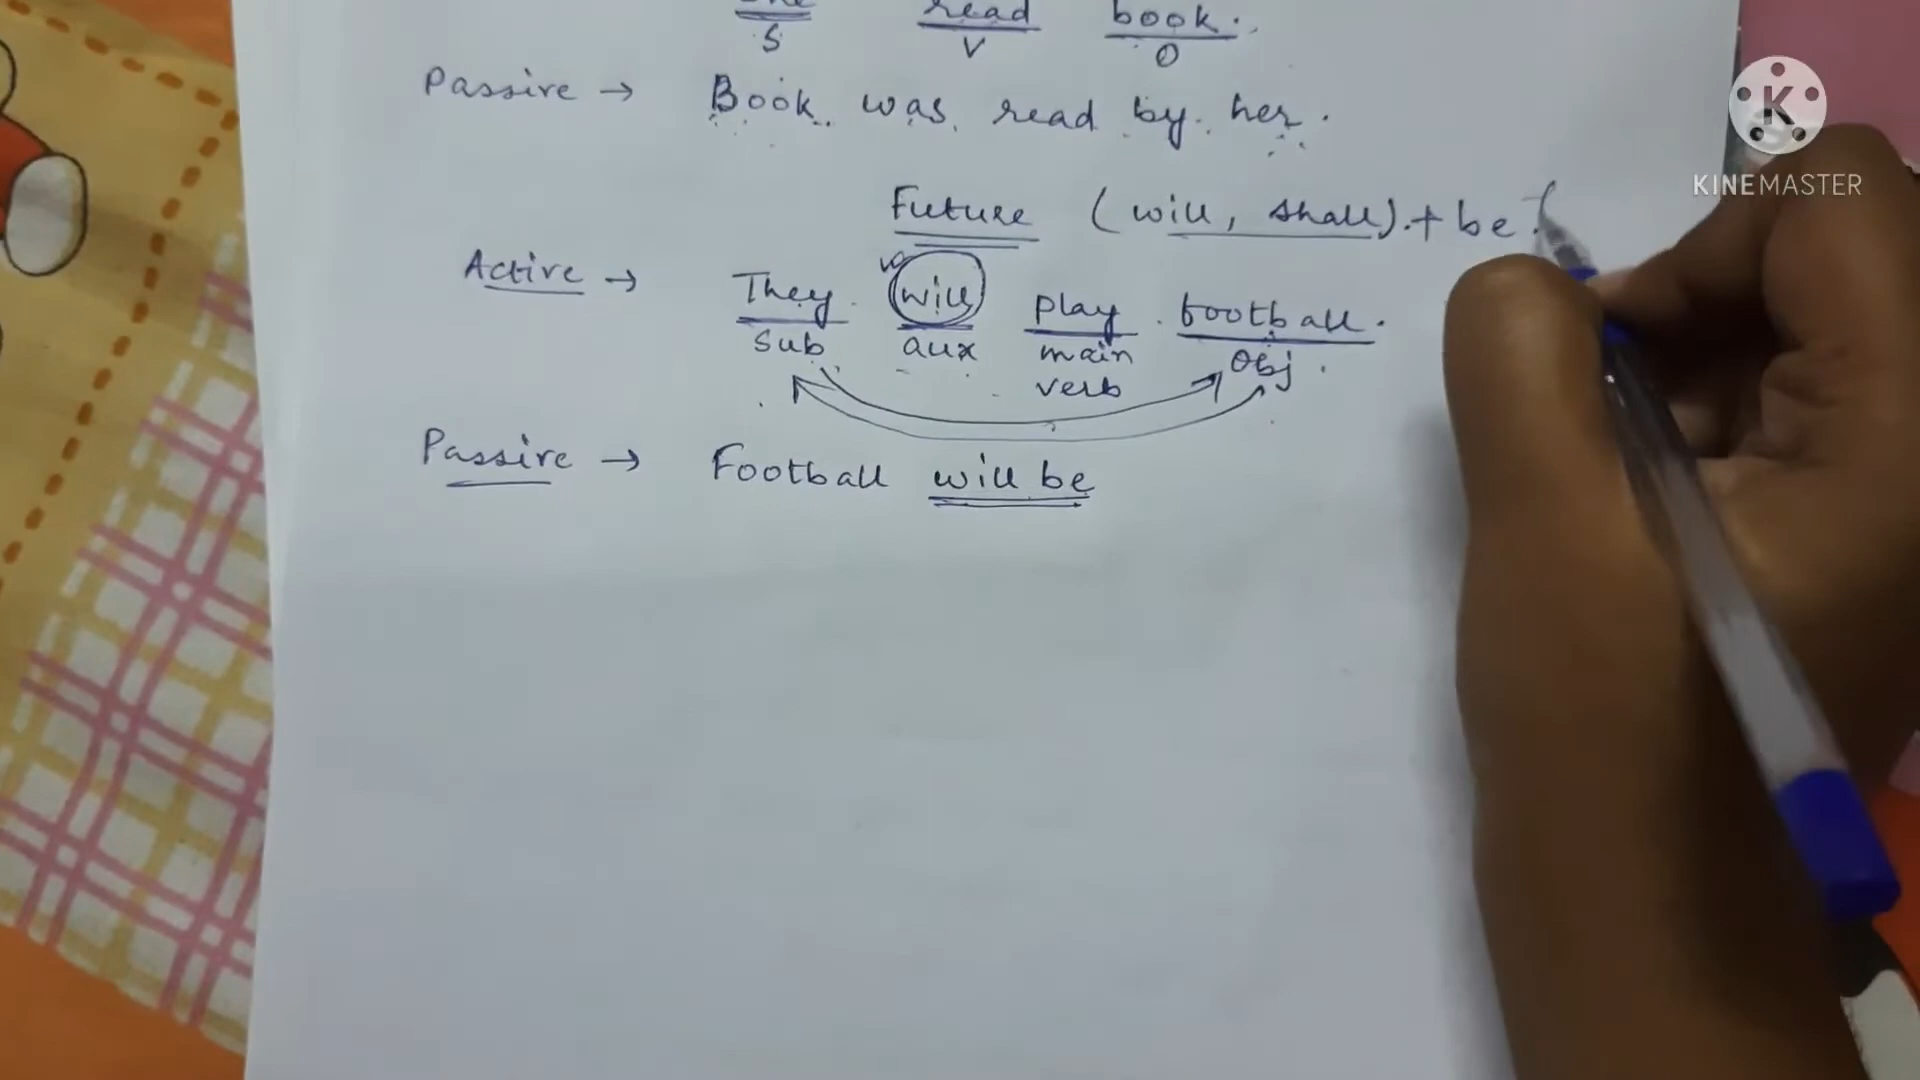 read book.
S V O
Passive → Book was read by her.
Future (will, shall) + be
Active → They will play football.
sub aux main obj.
verb
Passive → Football will be
K
KINEMASTER